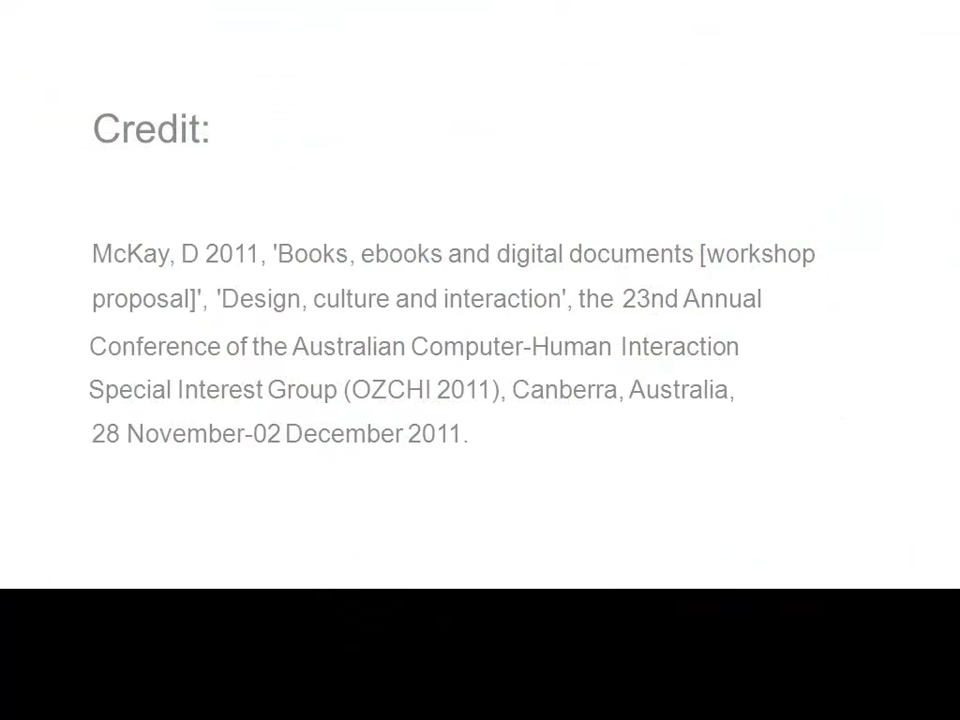 Credit:
McKay, D 2011, 'Books, ebooks and digital documents [workshop
proposal]', 'Design, culture and interaction', the 23nd Annual
Conference of the Australian Computer-Human Interaction
Special Interest Group (OZCHI 2011), Canberra, Australia,
28 November-02 December 2011.